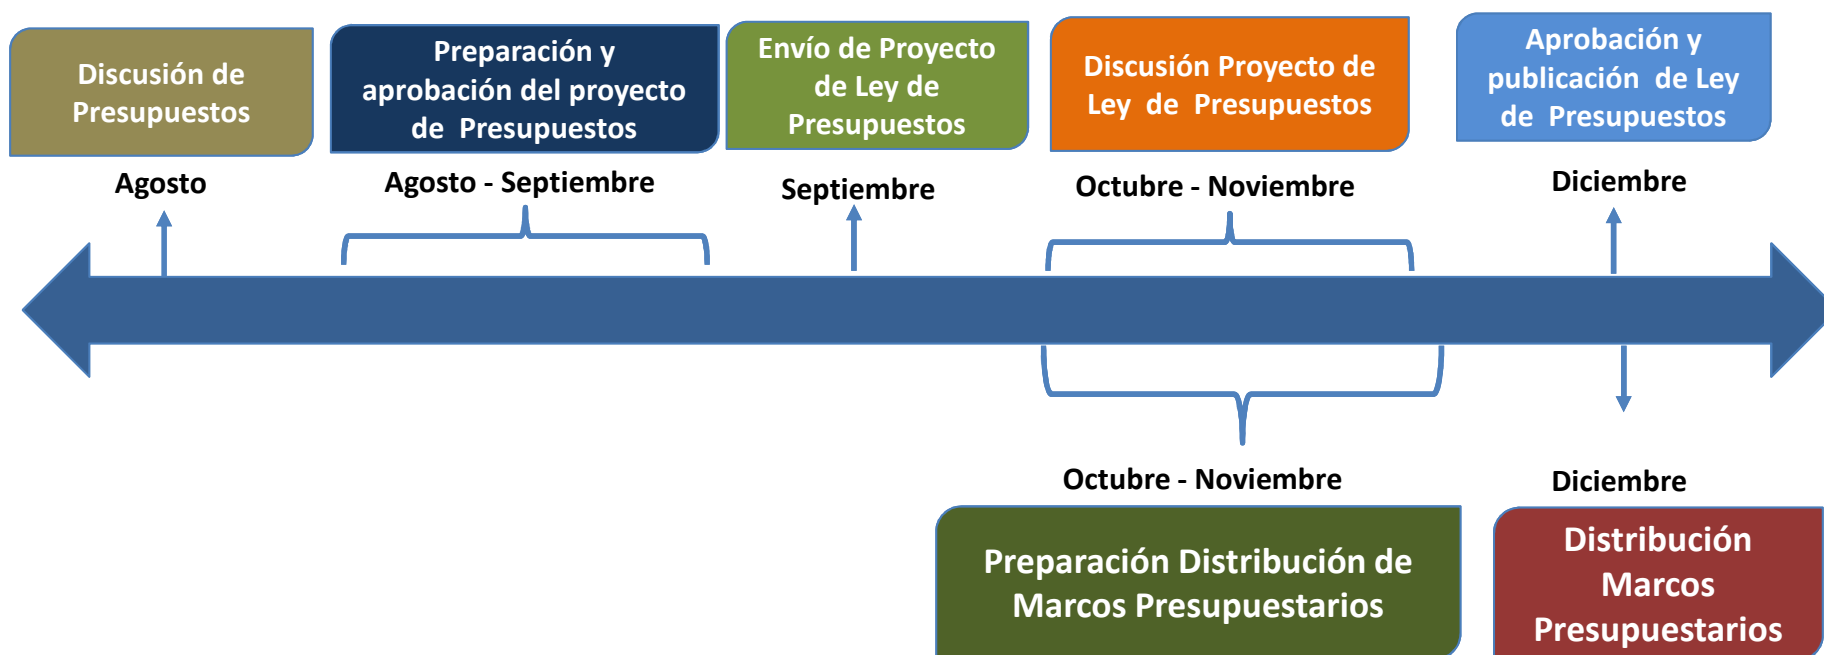 Discusión de
Presupuestos
Agosto
Preparación y
aprobación del proyecto
de Presupuestos
Agosto - Septiembre
Envío de Proyecto
de Ley de
Presupuestos
Septiembre
Discusión Proyecto de
Ley de Presupuestos
Octubre - Noviembre
Aprobación y
publicación de Ley
de Presupuestos
Diciembre
Octubre - Noviembre
Preparación Distribución de
Marcos Presupuestarios
Diciembre
Distribución
Marcos
Presupuestarios